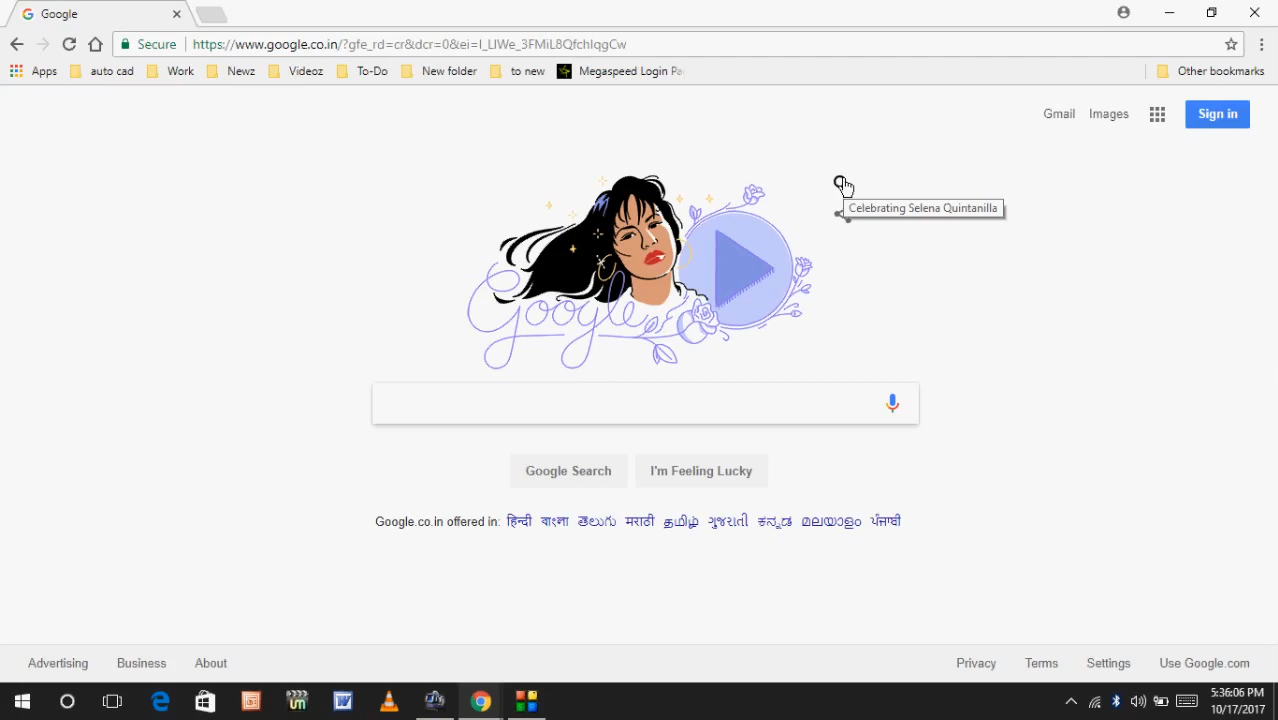 Google
Secure https://www.google.co.in/?gfe_rd=cr&dcr=0&ei=I_LIWe_3FMiL8QfchIqgCw
Apps auto cad Work Newz Videoz To-Do New folder to new Megaspeed Login Pa Other bookmarks
Gmail Images Sign in
Celebrating Selena Quintanilla
Google
Google Search I'm Feeling Lucky
Google.co.in offered in: हिन्दी বাংলা తెలుగు मराठी தமிழ் ગુજરાતી ಕನ್ನಡ മലയാളം ਪੰਜਾਬੀ
Advertising Business About Privacy Terms Settings Use Google.com
5:36:06 PM
10/17/2017